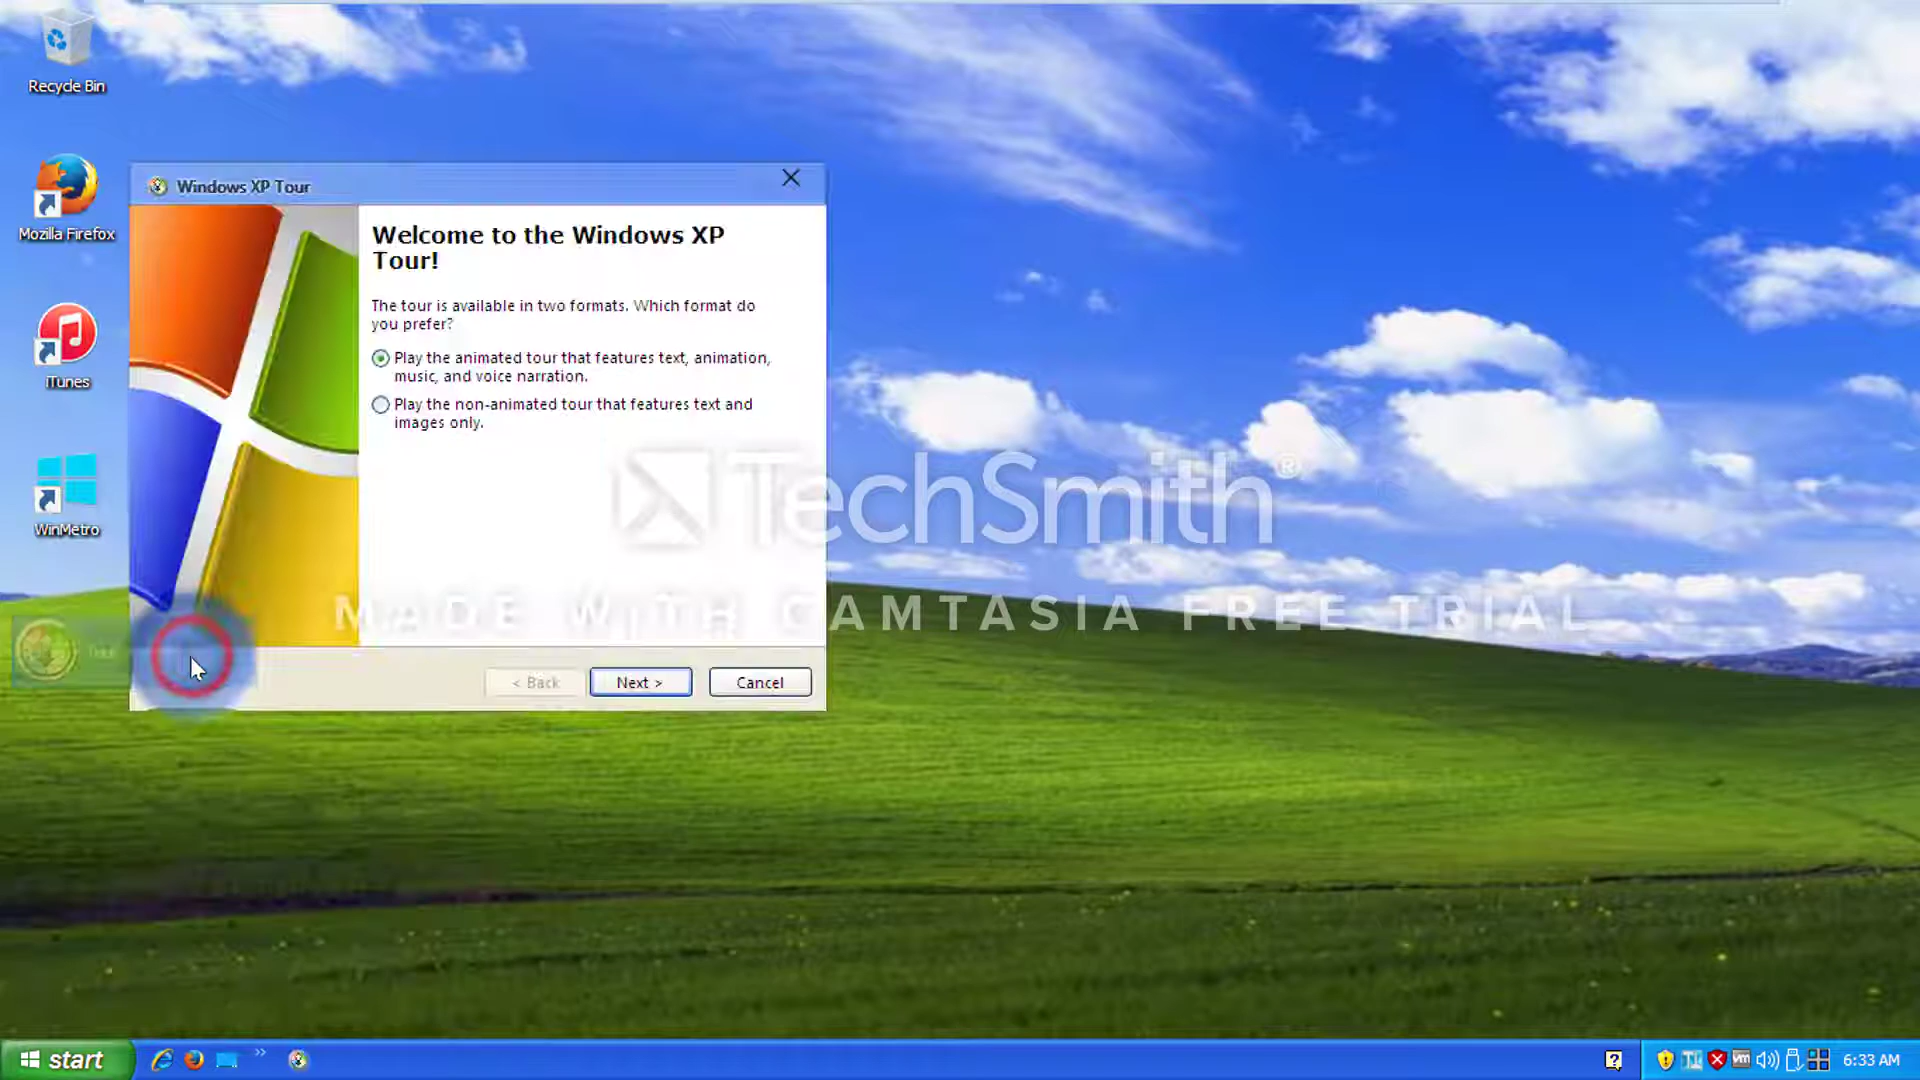 Recycle Bin
Mozilla Firefox
iTunes
WinMetro
Windows XP Tour
Welcome to the Windows XP
Tour!
The tour is available in two formats. Which format do
you prefer?
Play the animated tour that features text, animation,
music, and voice narration.
Play the non-animated tour that features text and
images only.
TechSmith®
MADE WITH CAMTASIA FREE TRIAL
Tour
< Back
Next >
Cancel
start
6:33 AM